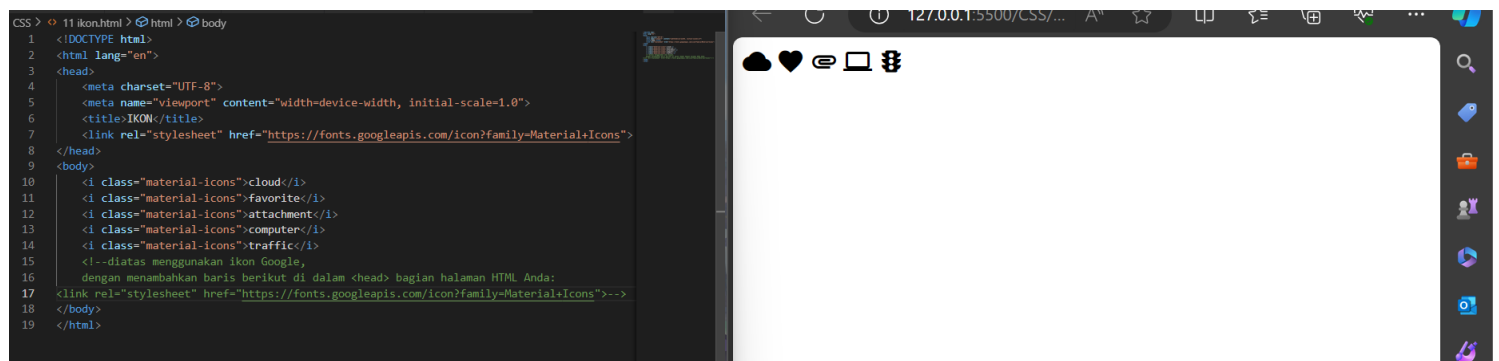 CSS > 11 ikon.html > html > body
1 <!DOCTYPE html>
2 <html lang="en">
3 <head>
4 <meta charset="UTF-8">
5 <meta name="viewport" content="width=device-width, initial-scale=1.0">
6 <title>IKON</title>
7 <link rel="stylesheet" href="https://fonts.googleapis.com/icon?family=Material+Icons">
8 </head>
9 <body>
10 <i class="material-icons">cloud</i>
11 <i class="material-icons">favorite</i>
12 <i class="material-icons">attachment</i>
13 <i class="material-icons">computer</i>
14 <i class="material-icons">traffic</i>
15 <!--diatas menggunakan ikon Google,
16 dengan menambahkan baris berikut di dalam <head> bagian halaman HTML Anda:
17 <link rel="stylesheet" href="https://fonts.googleapis.com/icon?family=Material+Icons">-->
18 </body>
19 </html>
127.0.0.1:5500/CSS/...